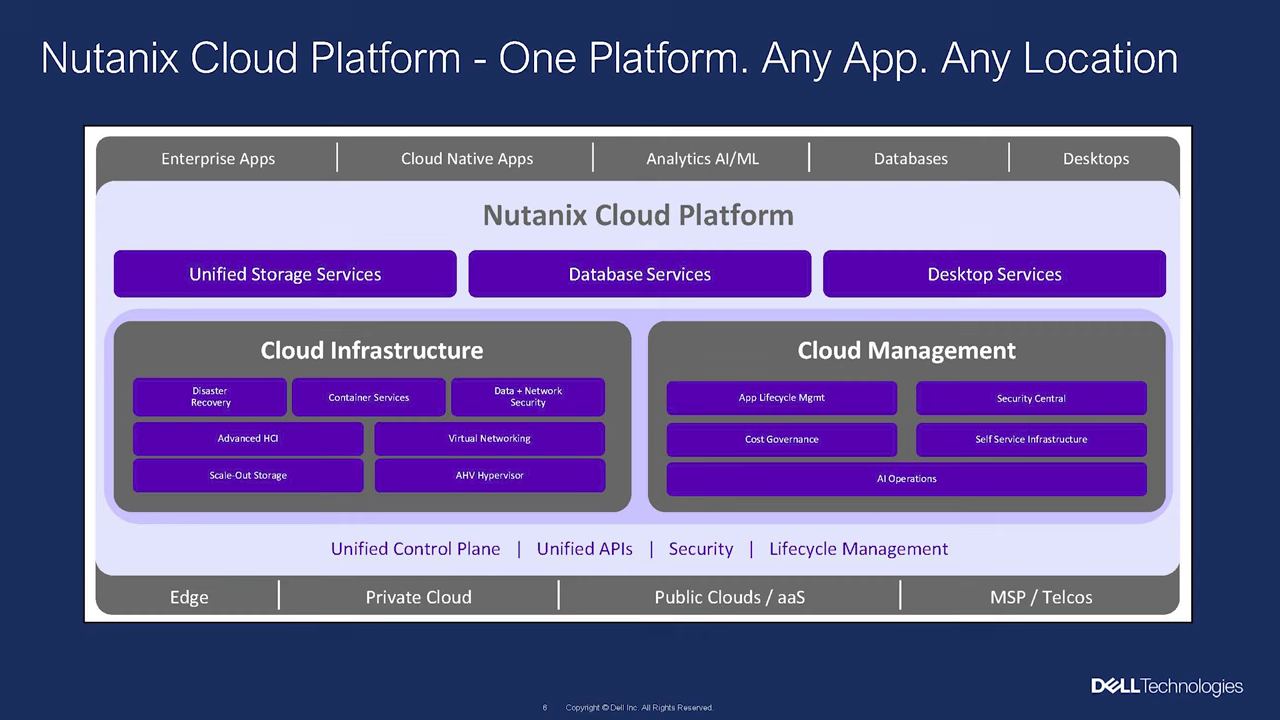 Nutanix Cloud Platform - One Platform. Any App. Any Location
Enterprise Apps | Cloud Native Apps | Analytics AI/ML | Databases | Desktops
Nutanix Cloud Platform
Unified Storage Services
Database Services
Desktop Services
Cloud Infrastructure
Disaster
Recovery
Container Services
Data + Network
Security
Advanced HCI
Virtual Networking
Scale-Out Storage
AHV Hypervisor
Cloud Management
App Lifecycle Mgmt
Security Central
Cost Governance
Self Service Infrastructure
AI Operations
Unified Control Plane | Unified APIs | Security | Lifecycle Management
Edge | Private Cloud | Public Clouds / aaS | MSP / Telcos
DELL Technologies
6 Copyright © Dell Inc. All Rights Reserved.